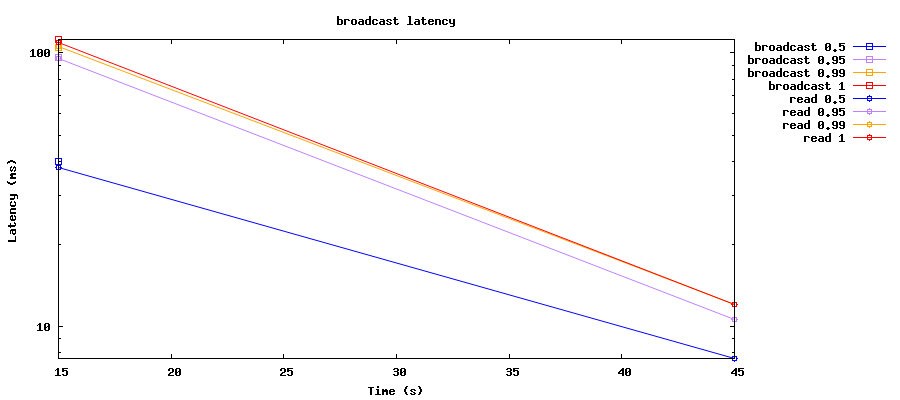 broadcast latency
broadcast 0.5
broadcast 0.95
broadcast 0.99
broadcast 1
read 0.5
read 0.95
read 0.99
read 1
Latency (ms)
100
10
15 20 25 30 35 40 45
Time (s)